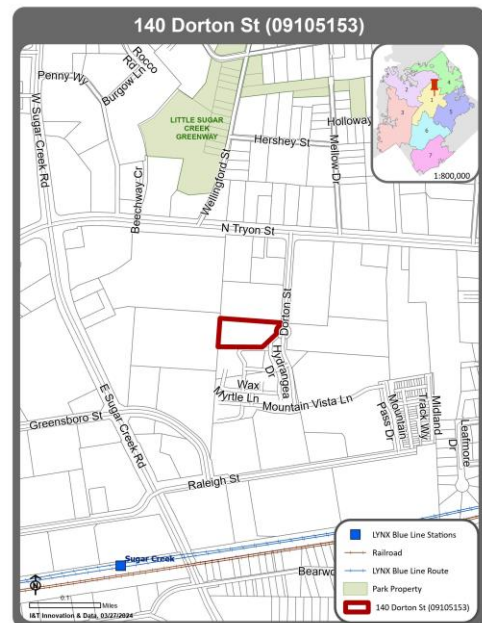 140 Dorton St (09105153)
Rocco
Rd
Penny Wy
Burgow Ln
W Sugar Creek Rd
LITTLE SUGAR
CREEK
GREENWAY
Holloway
Hershey St
Mellow Dr
Beechway Cr
Wellingford St
N Tryon St
1:800,000
Dorton St
Hydrangea
Dr
Wax
Myrtle Ln
Mountain Vista Ln
Mountain
Pass Dr
Midland
Track Wy
Leafmore
Dr
E Sugar Creek Rd
Greensboro St
Raleigh St
Sugar Creek
Bearwo
LYNX Blue Line Stations
Railroad
LYNX Blue Line Route
Park Property
140 Dorton St (09105153)
0.1
Miles
I&T Innovation & Data, 03/27/2024